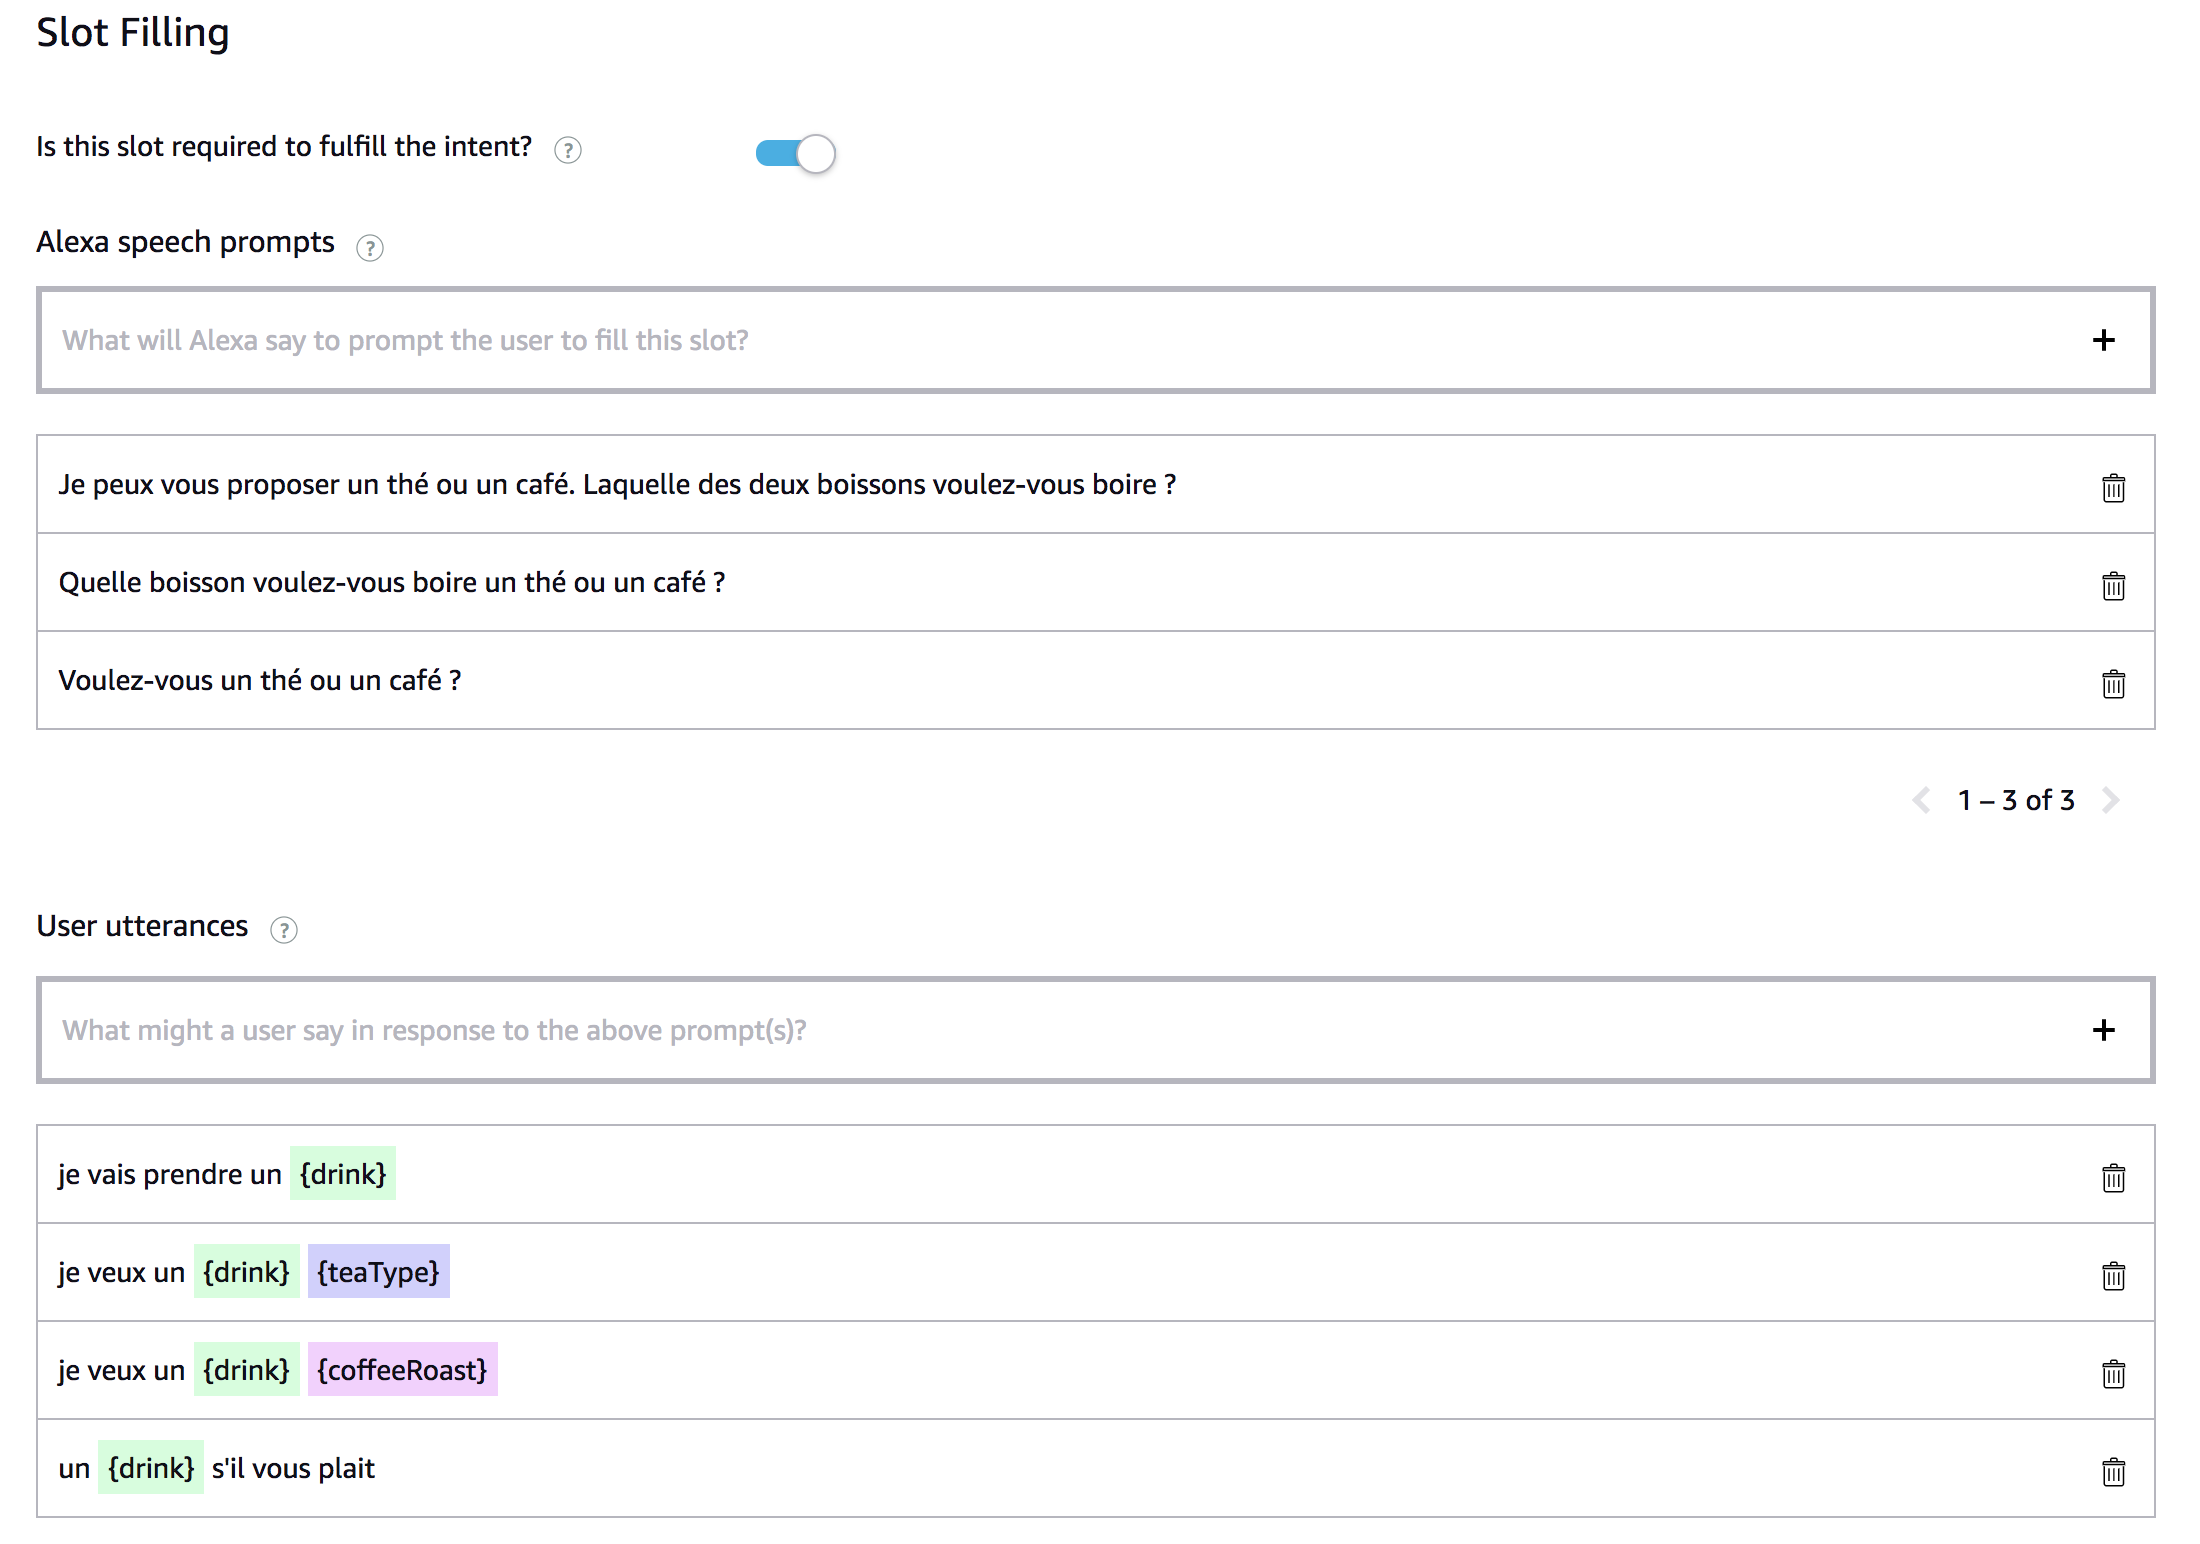 Slot Filling
Is this slot required to fulfill the intent? ?
Alexa speech prompts ?
What will Alexa say to prompt the user to fill this slot? +
Je peux vous proposer un thé ou un café. Laquelle des deux boissons voulez-vous boire ?
Quelle boisson voulez-vous boire un thé ou un café ?
Voulez-vous un thé ou un café ?
< 1 – 3 of 3 >
User utterances ?
What might a user say in response to the above prompt(s)? +
je vais prendre un {drink}
je veux un {drink} {teaType}
je veux un {drink} {coffeeRoast}
un {drink} s'il vous plait